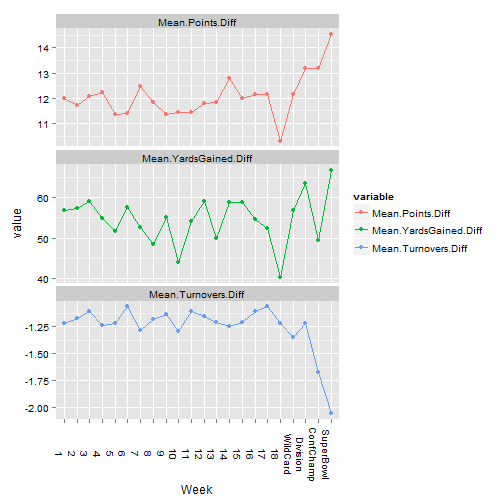 Mean.Points.Diff
14
13
12
11
Mean.YardsGained.Diff
60
50
40
Mean.Turnovers.Diff
-1.25
-1.50
-1.75
-2.00
value
1
2
3
4
5
6
7
8
9
10
11
12
13
14
15
16
17
18
WildCard
Division
ConfChamp
SuperBowl
Week
variable
Mean.Points.Diff
Mean.YardsGained.Diff
Mean.Turnovers.Diff